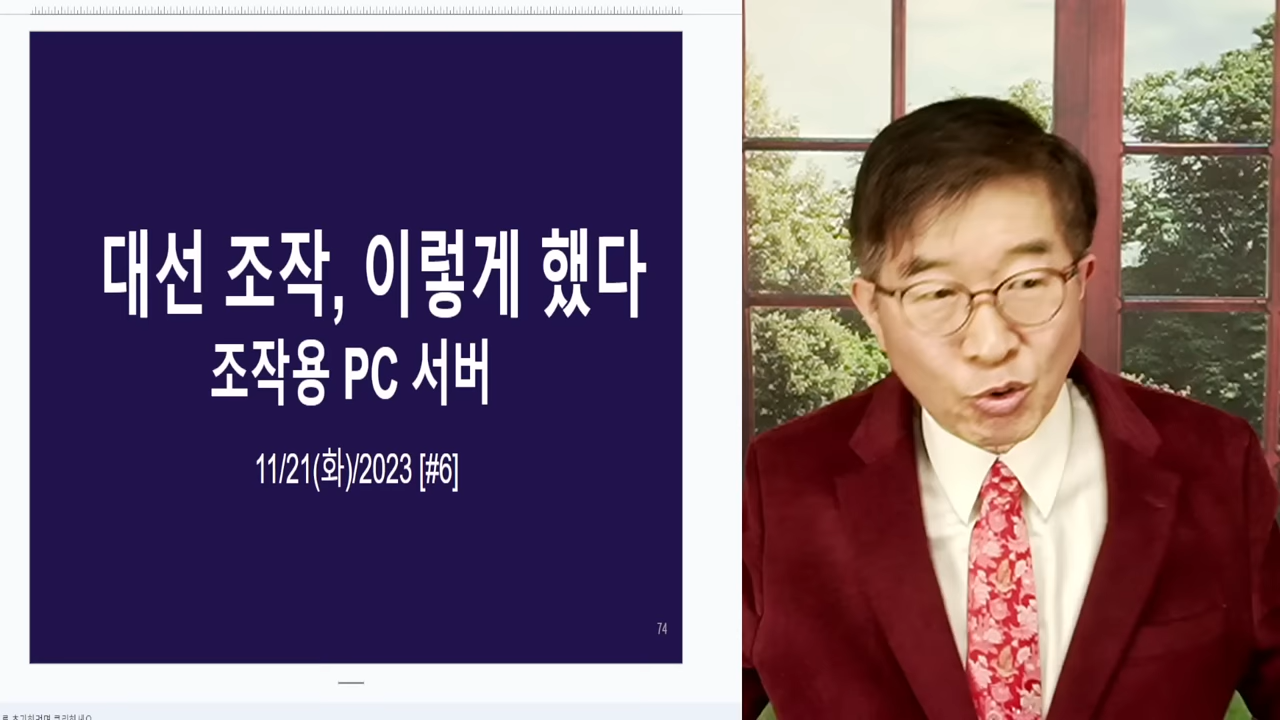 대선 조작, 이렇게 했다
조작용 PC 서버
11/21(화)/2023 [#6]
74